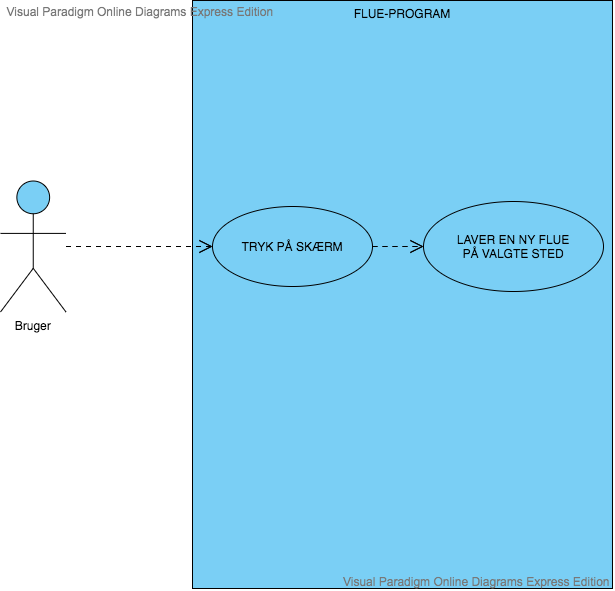 Visual Paradigm Online Diagrams Express Edition
FLUE-PROGRAM
TRYK PÅ SKÆRM
LAVER EN NY FLUE
PÅ VALGTE STED
Bruger
Visual Paradigm Online Diagrams Express Edition